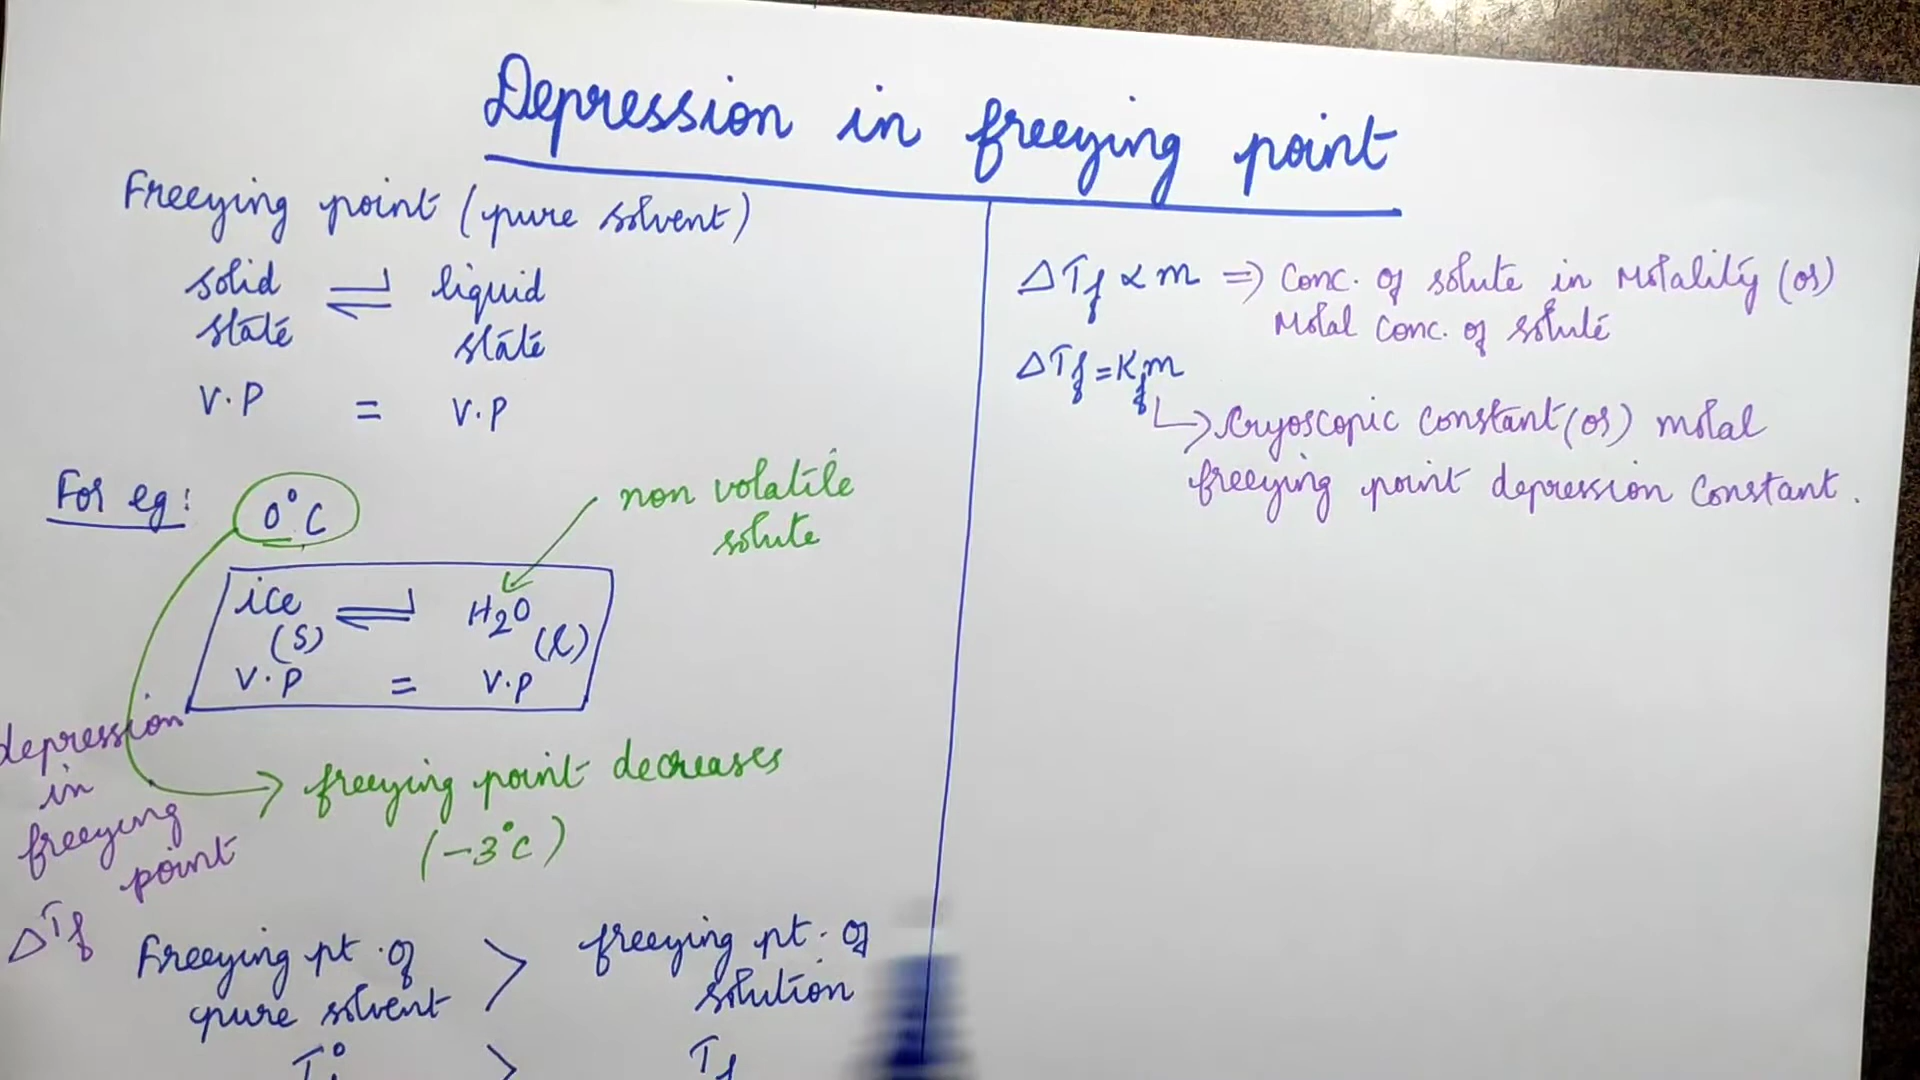 Depression in freezing point
Freezing point (pure solvent)
solid ⇌ liquid
state state
V.P = V.P
For eg: 0°C
non volatile
solute
ice ⇌ H2O
(S) (l)
V.P = V.P
depression
in
freezing
point
ΔTf
freezing point decreases
(-3°C)
Freezing pt. of > freezing pt. of
pure solvent solution
T° > Tf
ΔTf ∝ m ⇒ Conc. of solute in Molality (or)
Molal conc. of solute
ΔTf = Kf m
↳ Cryoscopic constant (or) molal
freezing point depression constant.